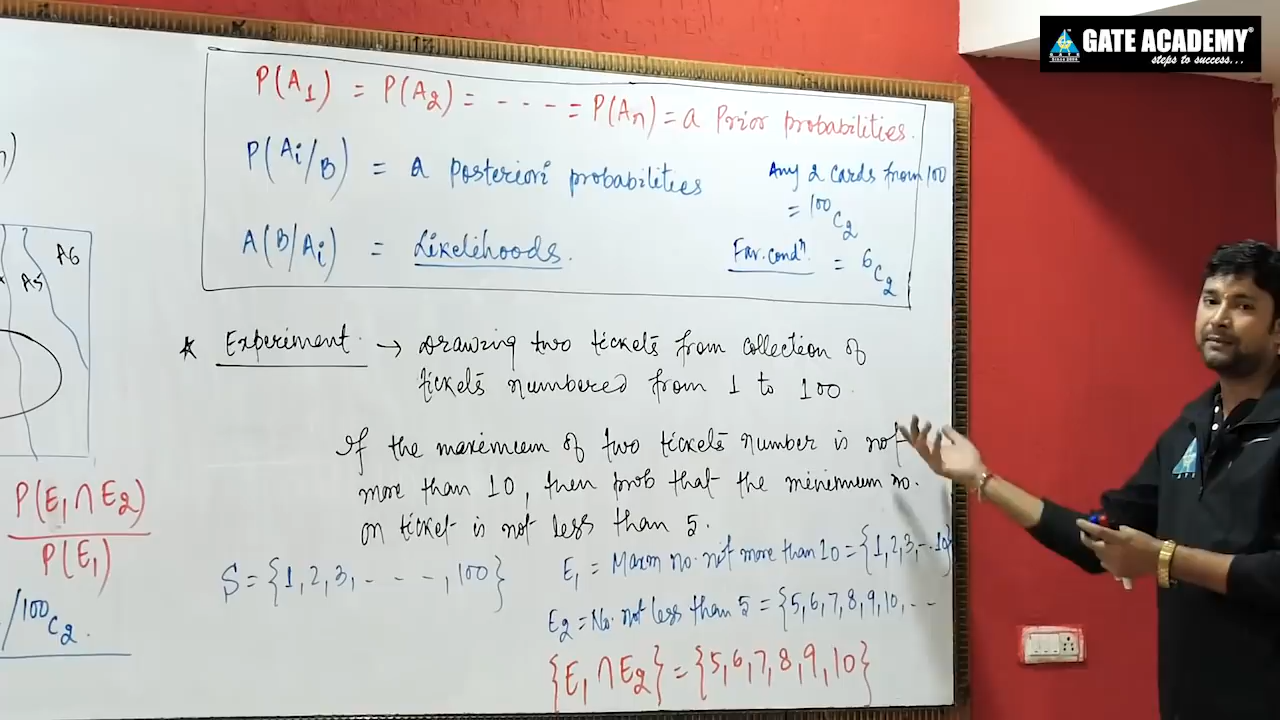 GATE ACADEMY
steps to success...
P(A1) = P(A2) = - - - - = P(An) = a Prior probabilities.
P(Ai/B) = a posteriori probabilities
Any 2 cards from 100
= 100C2
A(B/Ai) = Likelihoods.
Fav. condn. = 6C2
A6
A5
* Experiment → Drawing two tickets from collection of
tickets numbered from 1 to 100.
If the maximum of two tickets number is not
more than 10, then prob that the minimum no.
on ticket is not less than 5.
S = {1, 2, 3, - - - -, 100}
E1 = Maxm no. not more than 10 = {1, 2, 3, -- 10}
E2 = No. not less than 5 = {5, 6, 7, 8, 9, 10, --
{E1 ∩ E2} = {5, 6, 7, 8, 9, 10}
P(E1 ∩ E2)
P(E1)
/100C2.